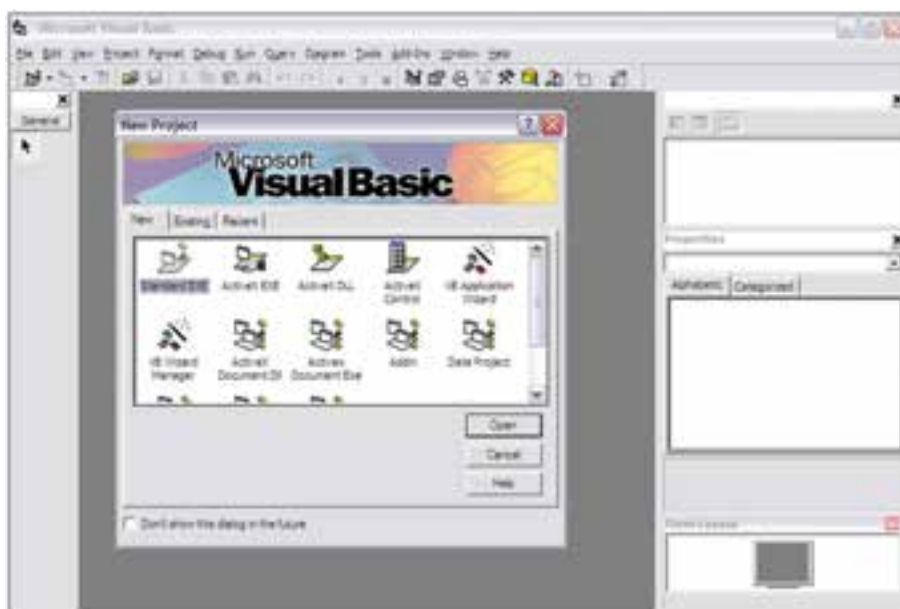 Microsoft Visual Basic
File Edit View Project Format Debug Run Query Diagram Tools Add-Ins Window Help
General
New Project
Microsoft
Visual Basic
New Existing Recent
Standard EXE ActiveX EXE ActiveX DLL ActiveX Control VB Application Wizard
VB Wizard Manager ActiveX Document Dll ActiveX Document Exe Addin Data Project
Open
Cancel
Help
Don't show this dialog in the future
Properties
Alphabetic Categorized